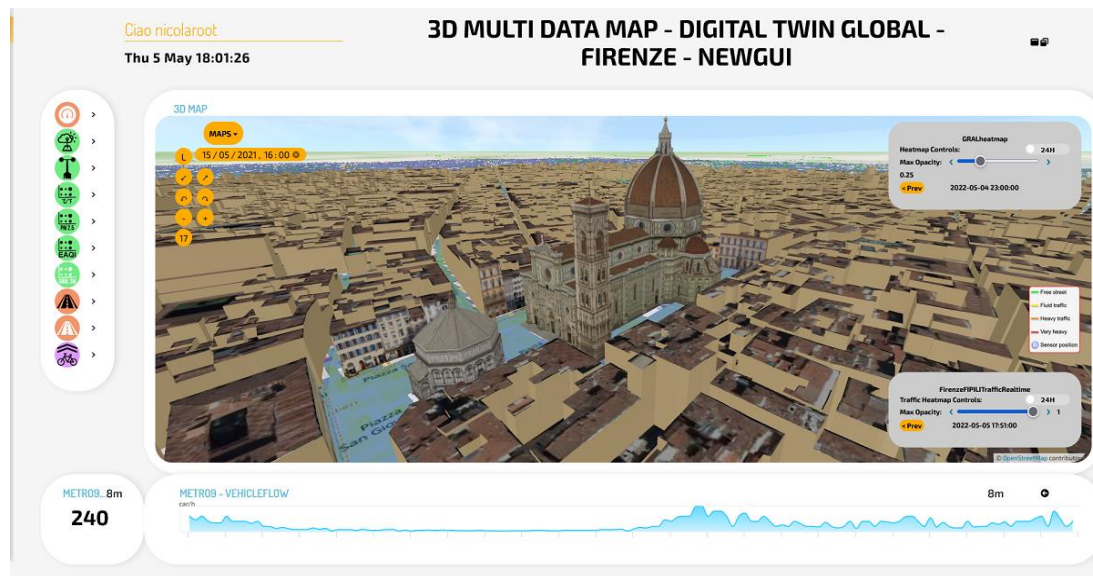 Ciao nicolaroot
Thu 5 May 18:01:26
3D MULTI DATA MAP - DIGITAL TWIN GLOBAL -
FIRENZE - NEWGUI
3D MAP
MAPS
L
15/05/2021, 16:00
-
+
17
T/T
PM2.5
EAQI
GRALheatmap
Heatmap Controls:
24H
Max Opacity:
0.25
< Prev
2022-05-04 23:00:00
Free street
Fluid traffic
Heavy traffic
Very heavy
Sensor position
Piazza
San Gio
FirenzeFIPILITrafficRealtime
Traffic Heatmap Controls:
24H
Max Opacity:
1
< Prev
2022-05-05 17:51:00
© OpenStreetMap contributors
METRO9...8m
240
METRO9 - VEHICLEFLOW
8m
car/h